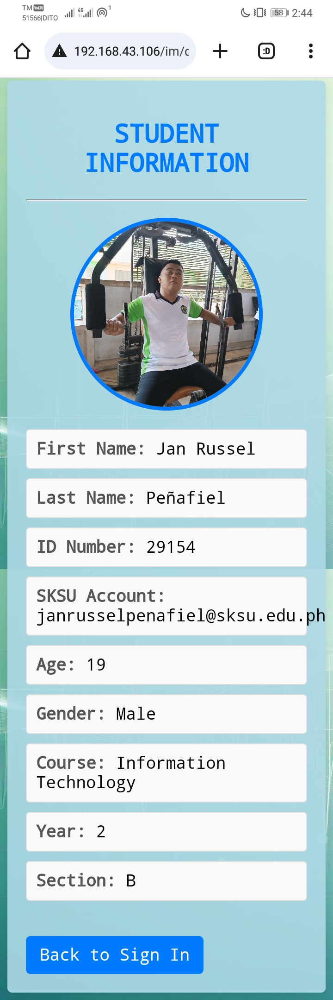 TM VoLTE
51566|DITO 4G 1 58 2:44
192.168.43.106/im/c :D
STUDENT
INFORMATION
First Name: Jan Russel
Last Name: Peñafiel
ID Number: 29154
SKSU Account:
janrusselpenafiel@sksu.edu.ph
Age: 19
Gender: Male
Course: Information
Technology
Year: 2
Section: B
Back to Sign In